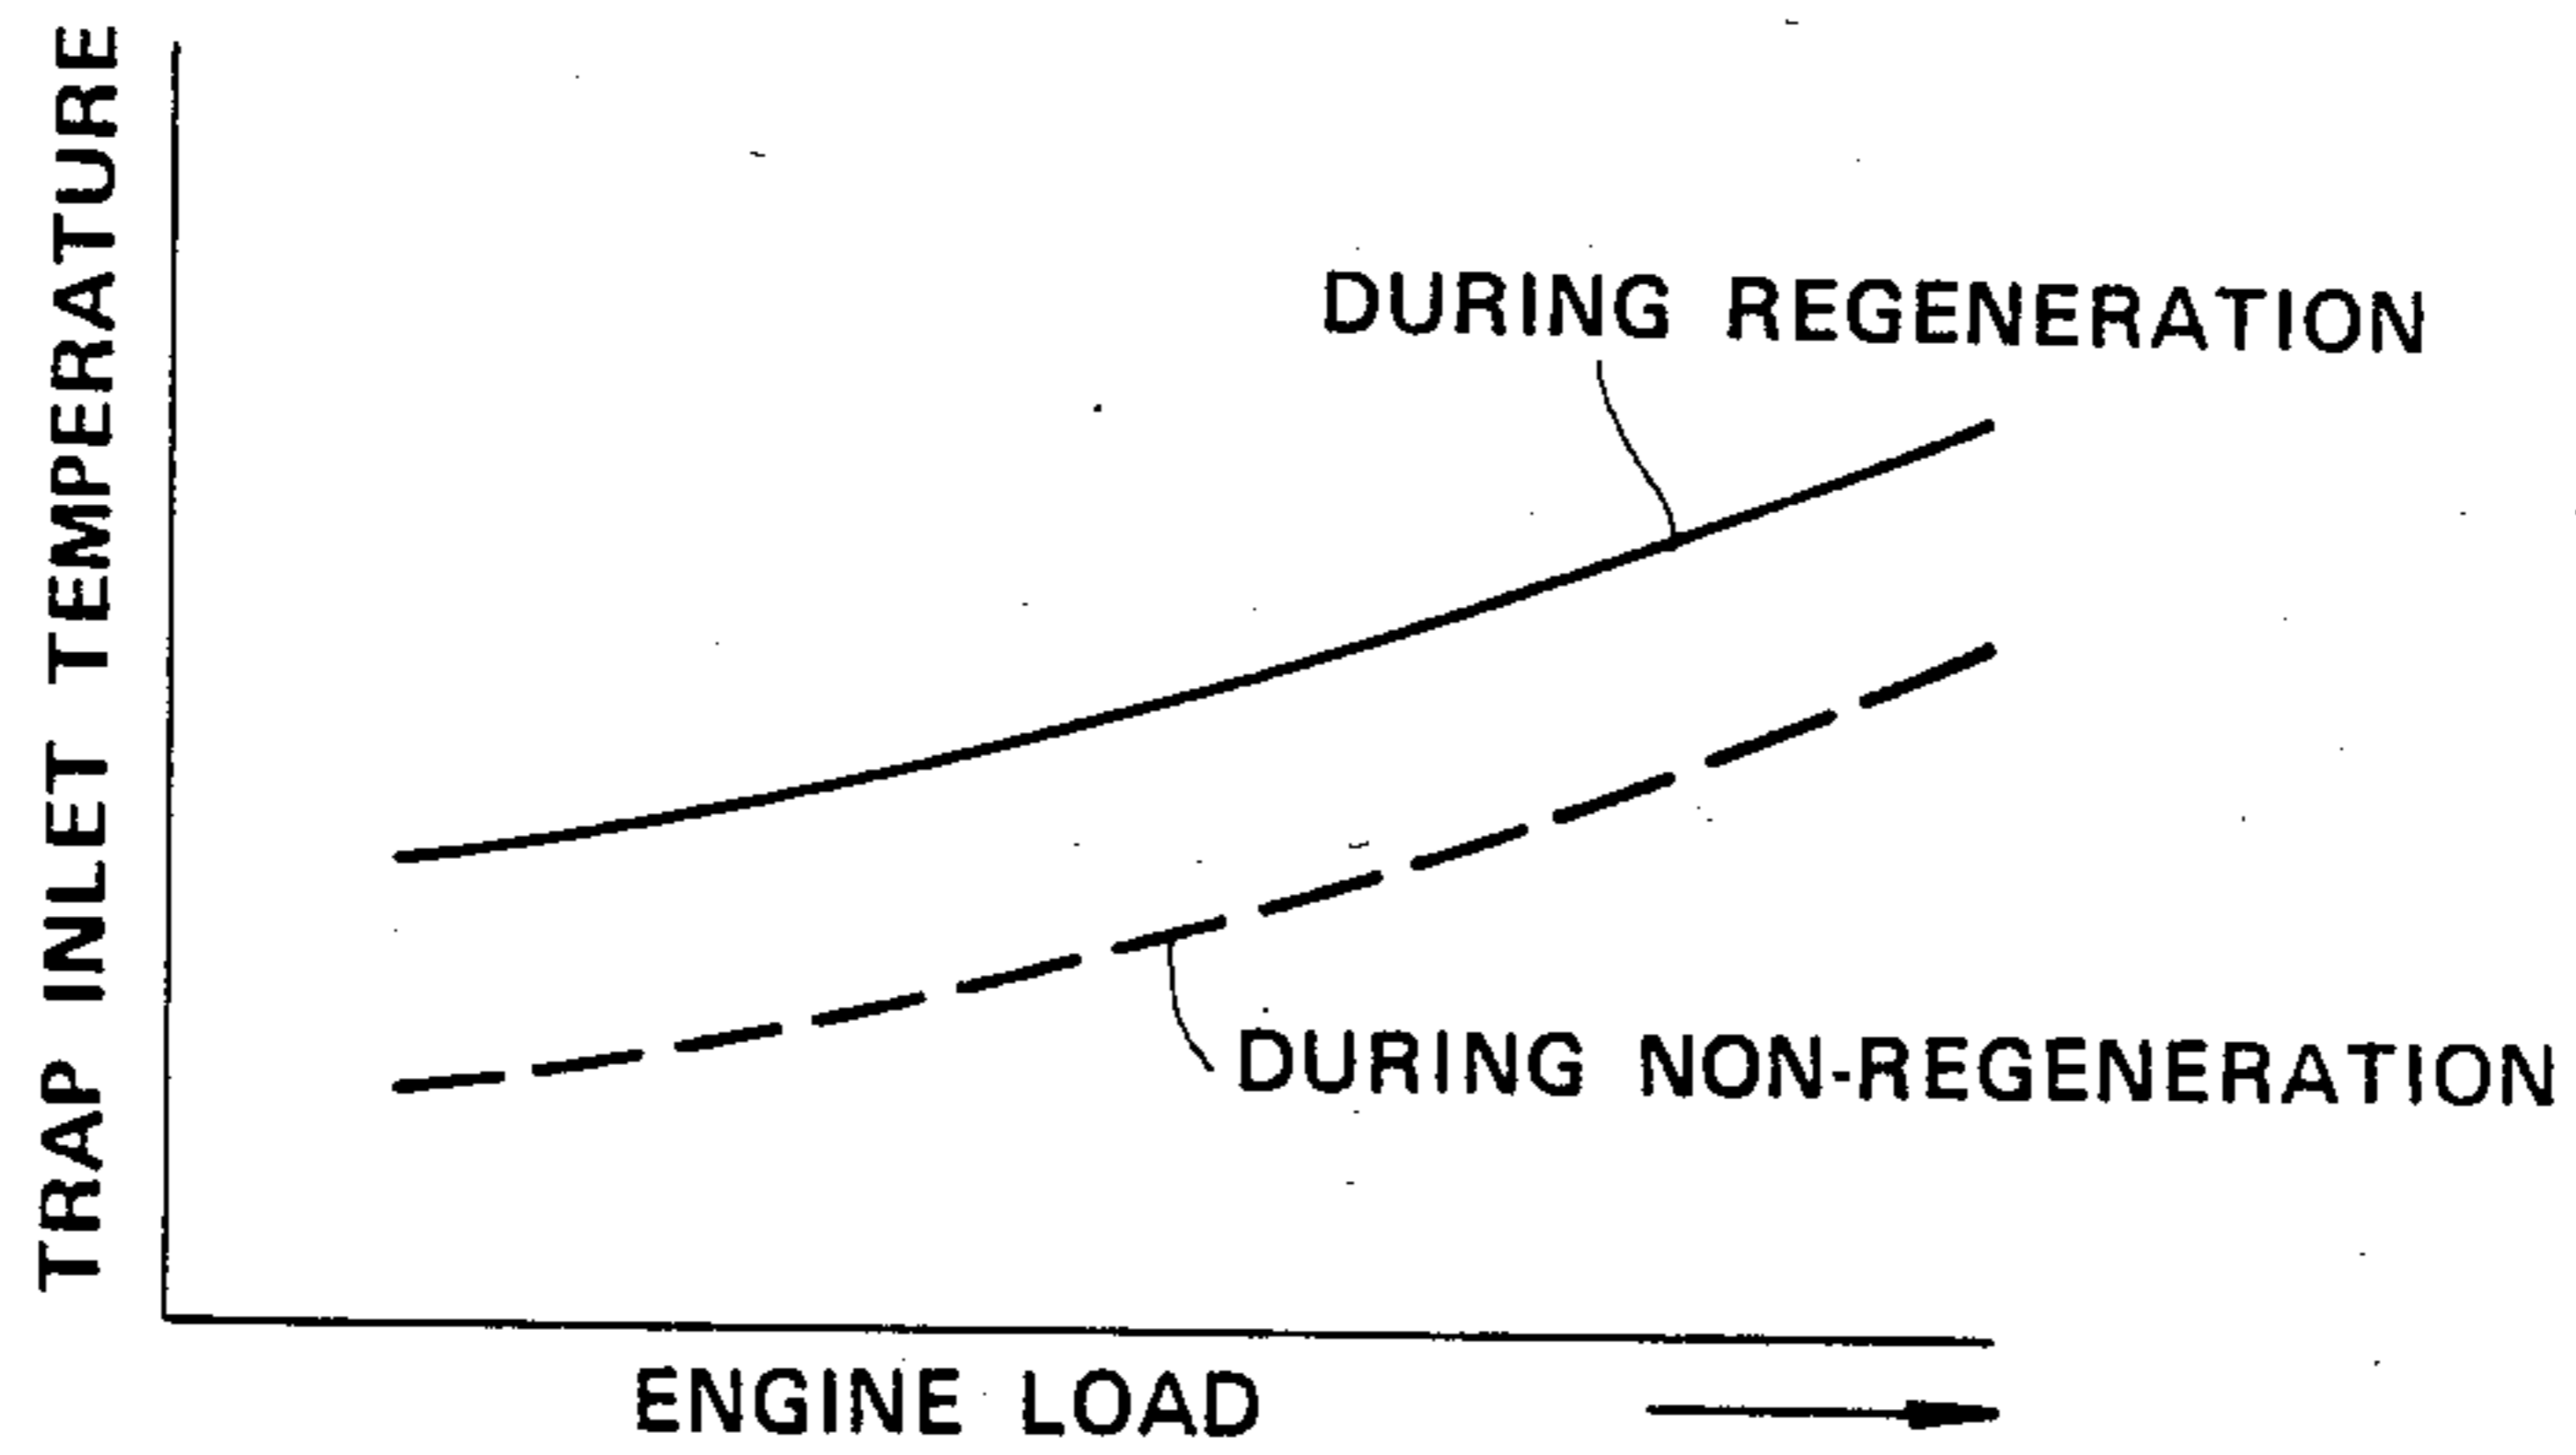 TRAP INLET TEMPERATURE
DURING REGENERATION
DURING NON-REGENERATION
ENGINE LOAD